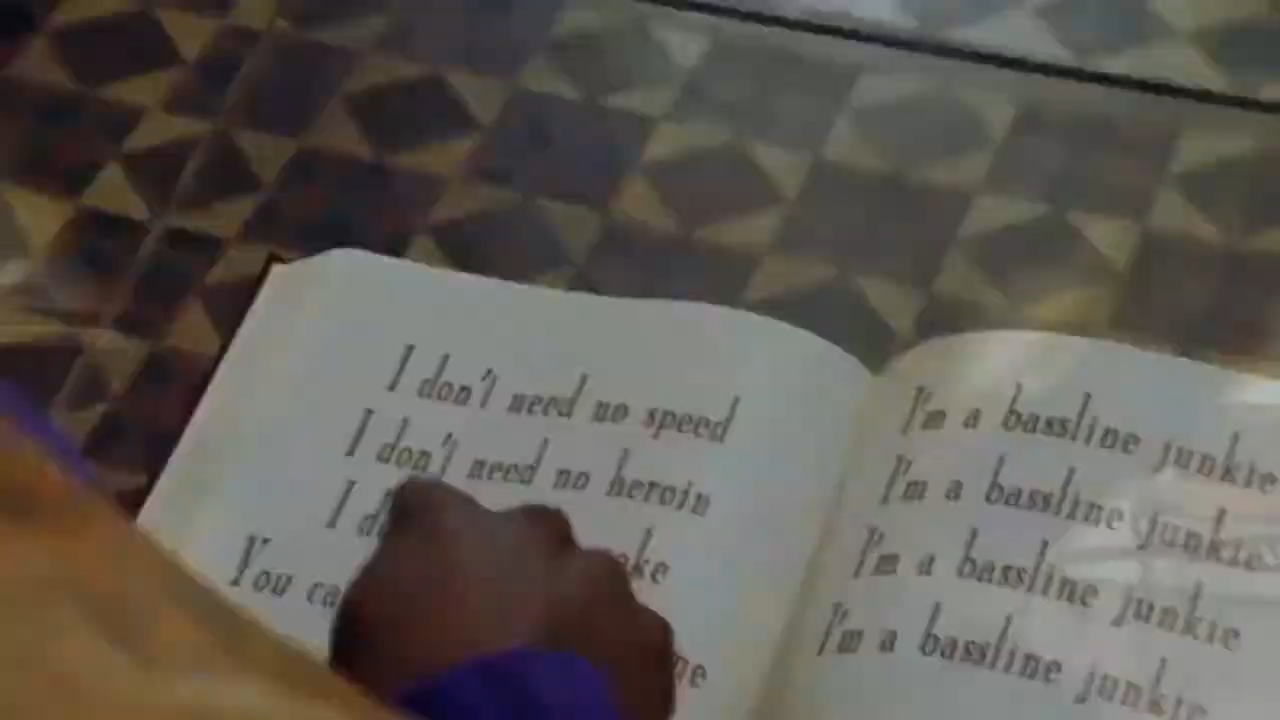 I don't need no speed
I don't need no heroin
I
You
I'm a bassline junkie
I'm a bassline junkie
I'm a bassline junkie
I'm a bassline junkie